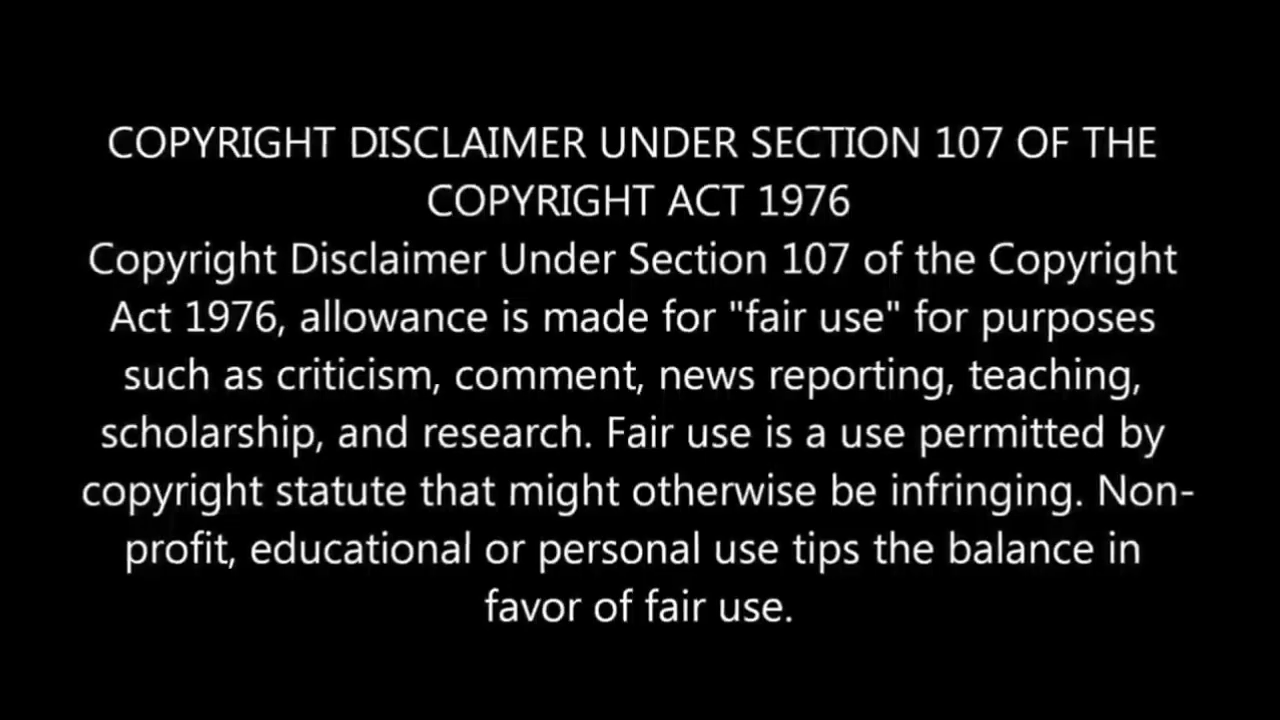 COPYRIGHT DISCLAIMER UNDER SECTION 107 OF THE
COPYRIGHT ACT 1976
Copyright Disclaimer Under Section 107 of the Copyright
Act 1976, allowance is made for "fair use" for purposes
such as criticism, comment, news reporting, teaching,
scholarship, and research. Fair use is a use permitted by
copyright statute that might otherwise be infringing. Non-
profit, educational or personal use tips the balance in
favor of fair use.